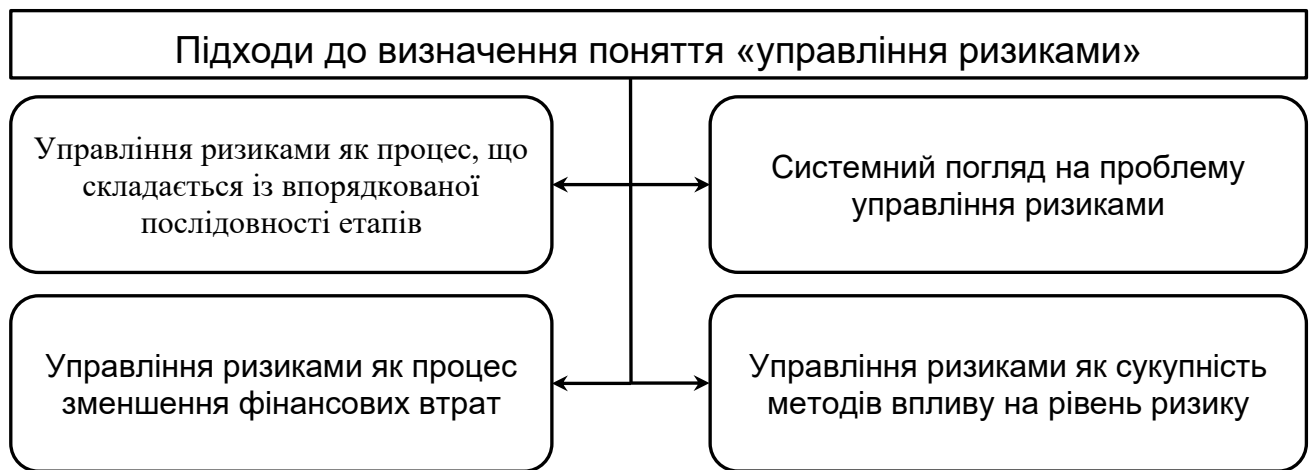 Підходи до визначення поняття «управління ризиками»
Управління ризиками як процес, що
складається із впорядкованої
послідовності етапів
Системний погляд на проблему
управління ризиками
Управління ризиками як процес
зменшення фінансових втрат
Управління ризиками як сукупність
методів впливу на рівень ризику